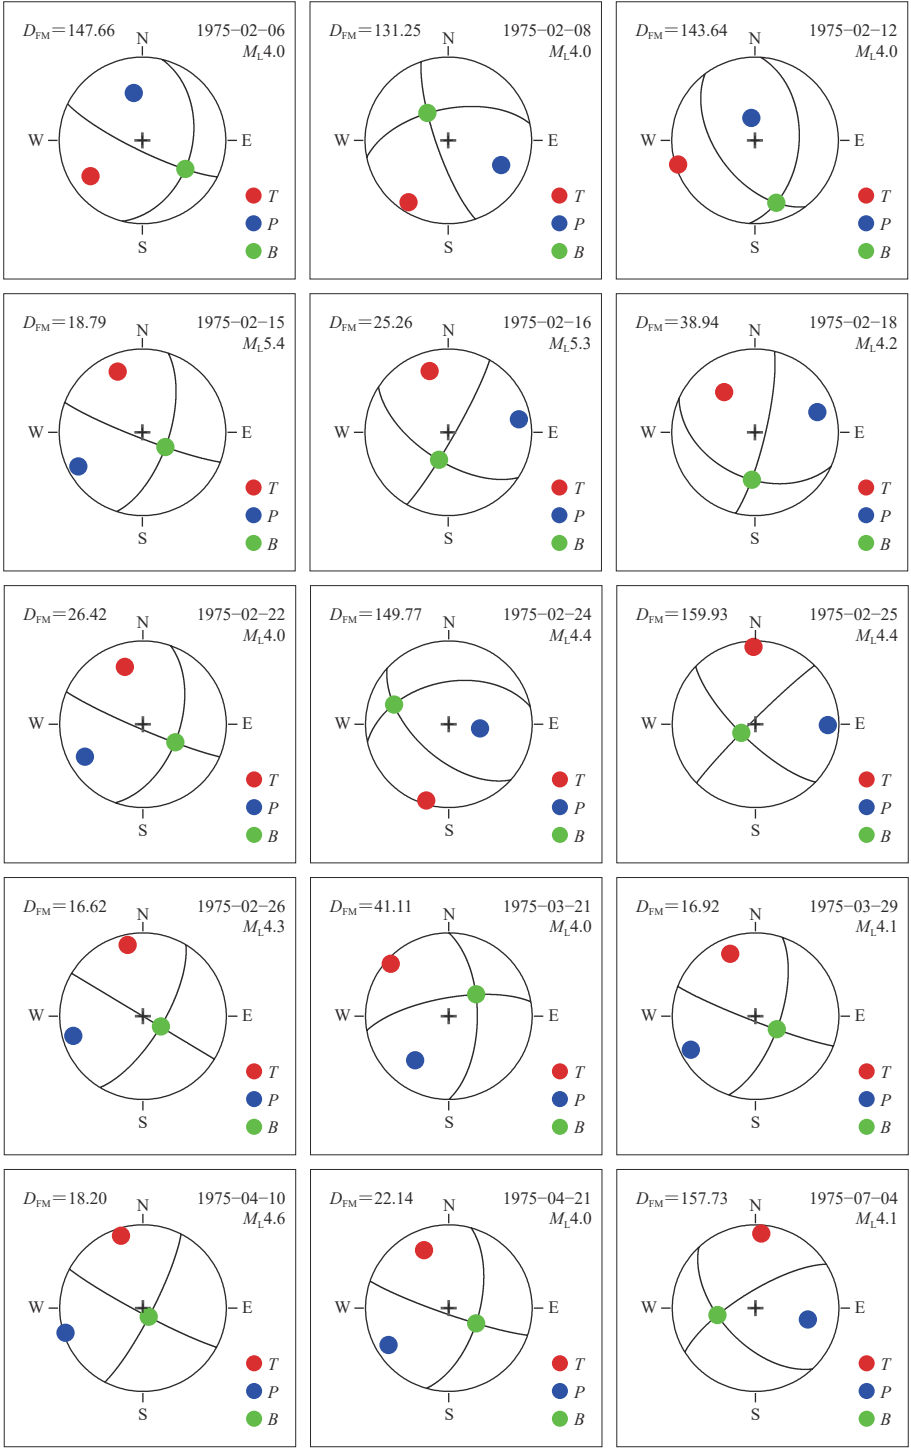 D_FM=147.66 N 1975−02−06
M_L4.0
W E
T
P
S B
D_FM=131.25 N 1975−02−08
M_L4.0
W E
T
P
S B
D_FM=143.64 N 1975−02−12
M_L4.0
W E
T
P
S B
D_FM=18.79 N 1975−02−15
M_L5.4
W E
T
P
S B
D_FM=25.26 N 1975−02−16
M_L5.3
W E
T
P
S B
D_FM=38.94 N 1975−02−18
M_L4.2
W E
T
P
S B
D_FM=26.42 N 1975−02−22
M_L4.0
W E
T
P
S B
D_FM=149.77 N 1975−02−24
M_L4.4
W E
T
P
S B
D_FM=159.93 N 1975−02−25
M_L4.4
W E
T
P
S B
D_FM=16.62 N 1975−02−26
M_L4.3
W E
T
P
S B
D_FM=41.11 N 1975−03−21
M_L4.0
W E
T
P
S B
D_FM=16.92 N 1975−03−29
M_L4.1
W E
T
P
S B
D_FM=18.20 N 1975−04−10
M_L4.6
W E
T
P
S B
D_FM=22.14 N 1975−04−21
M_L4.0
W E
T
P
S B
D_FM=157.73 N 1975−07−04
M_L4.1
W E
T
P
S B